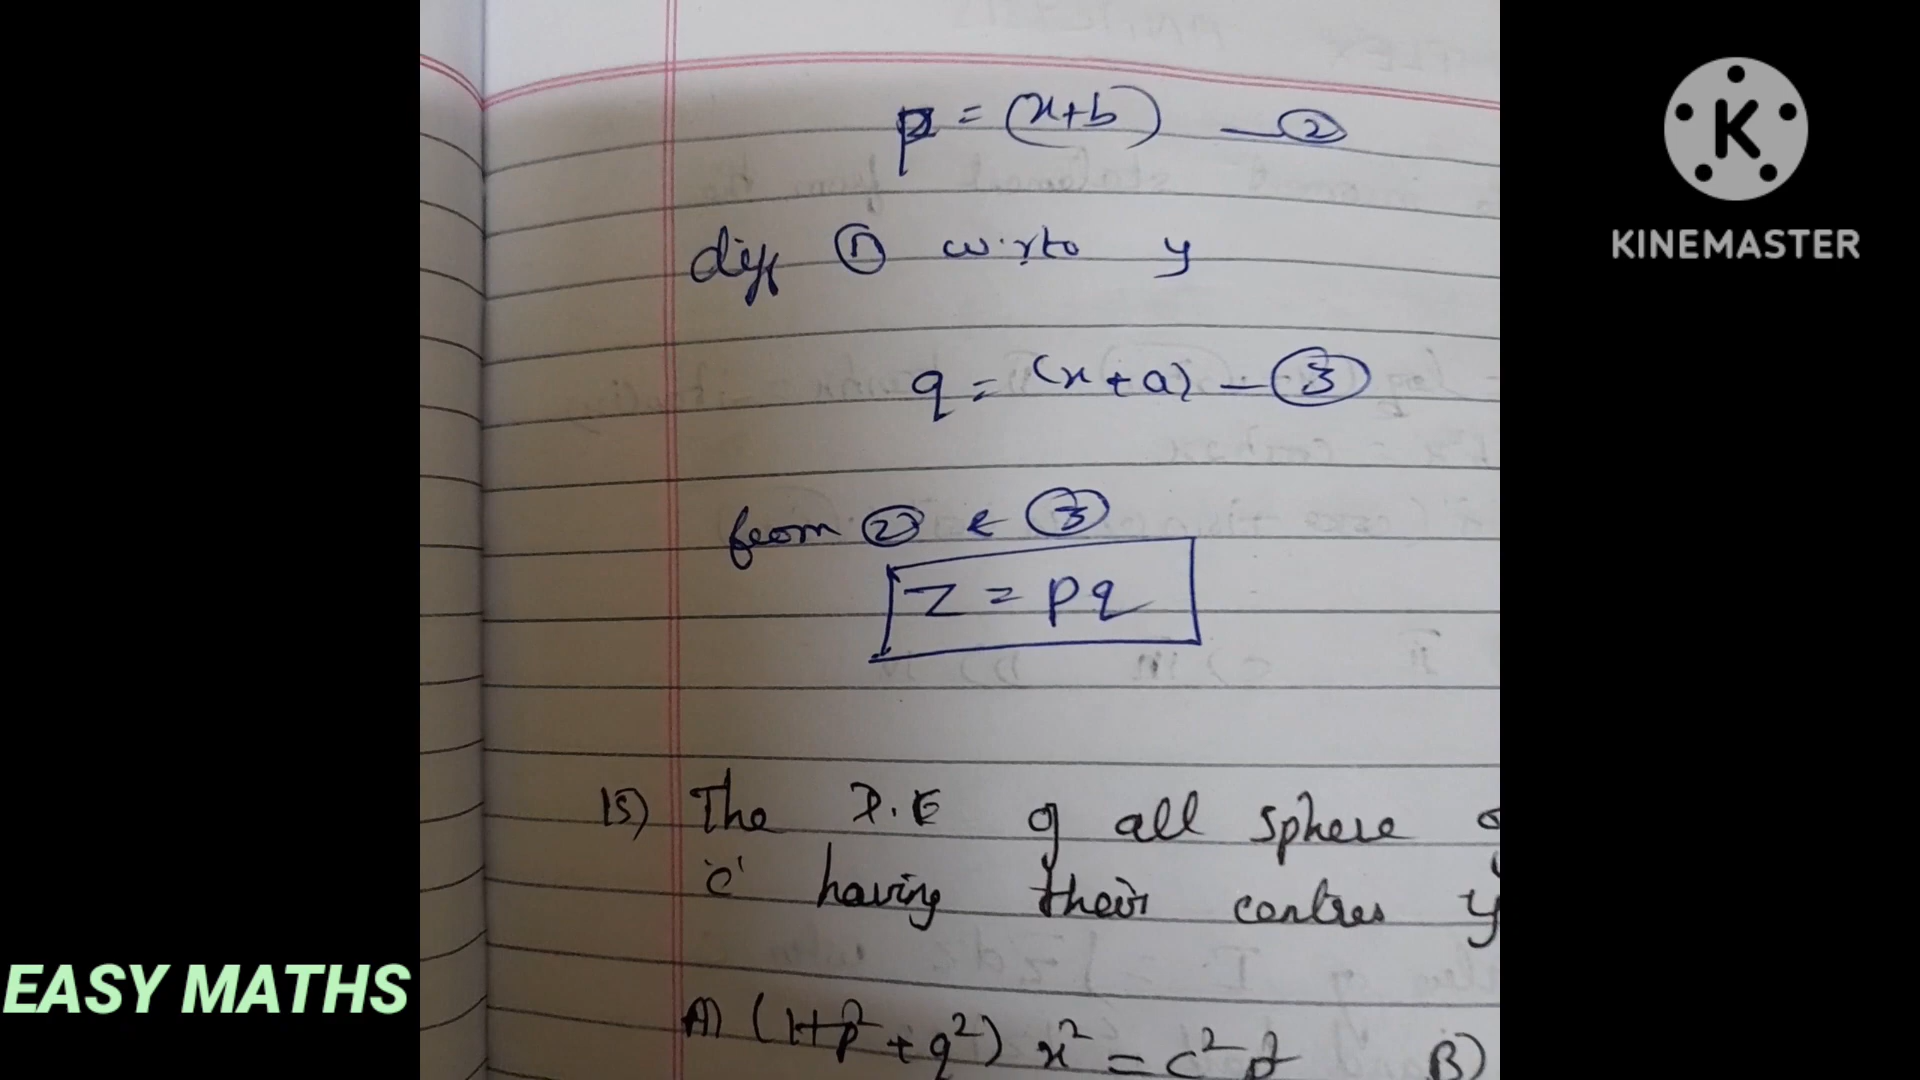 p = (x+b) — ②
diff ① w.r.to y
q = (x+a) — ③
from ② & ③
z = pq
15) The D.E of all sphere
'c' having their centres
A) (1+p²+q²) x² = c² B)
K
KINEMASTER
EASY MATHS